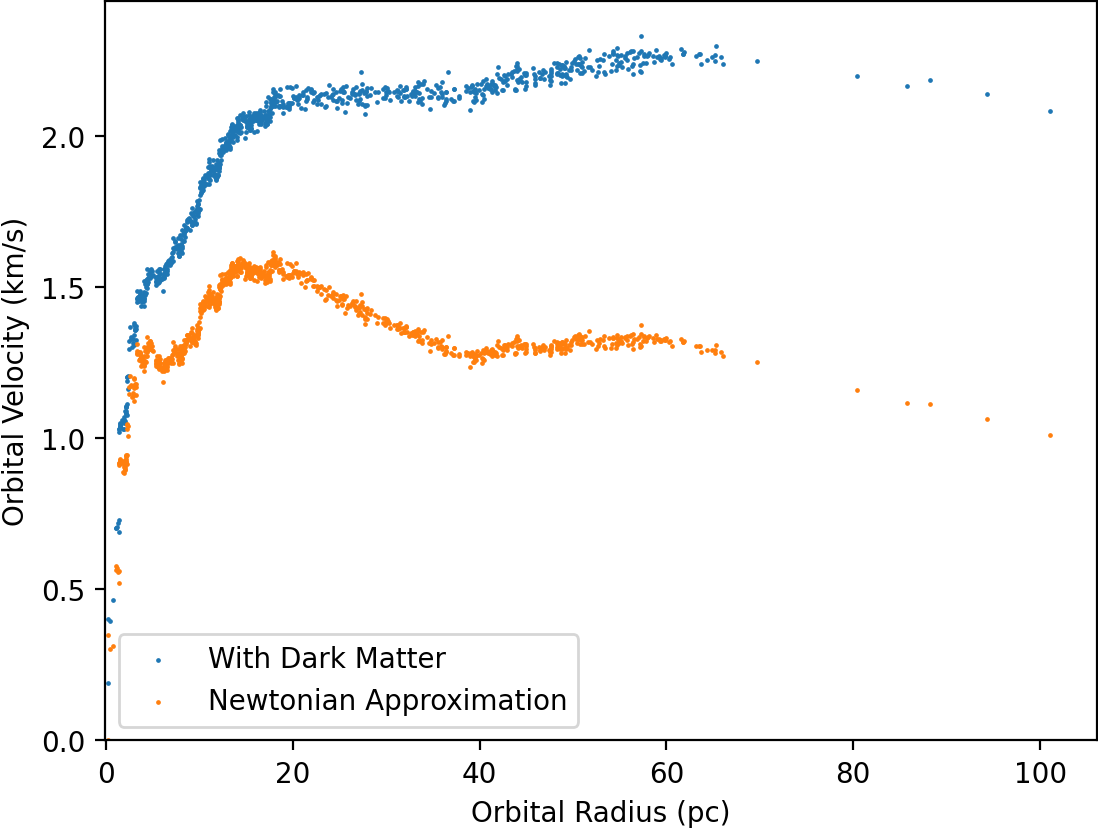 2.0
1.5
1.0
0.5
0.0
Orbital Velocity (km/s)
With Dark Matter
Newtonian Approximation
0 20 40 60 80 100
Orbital Radius (pc)